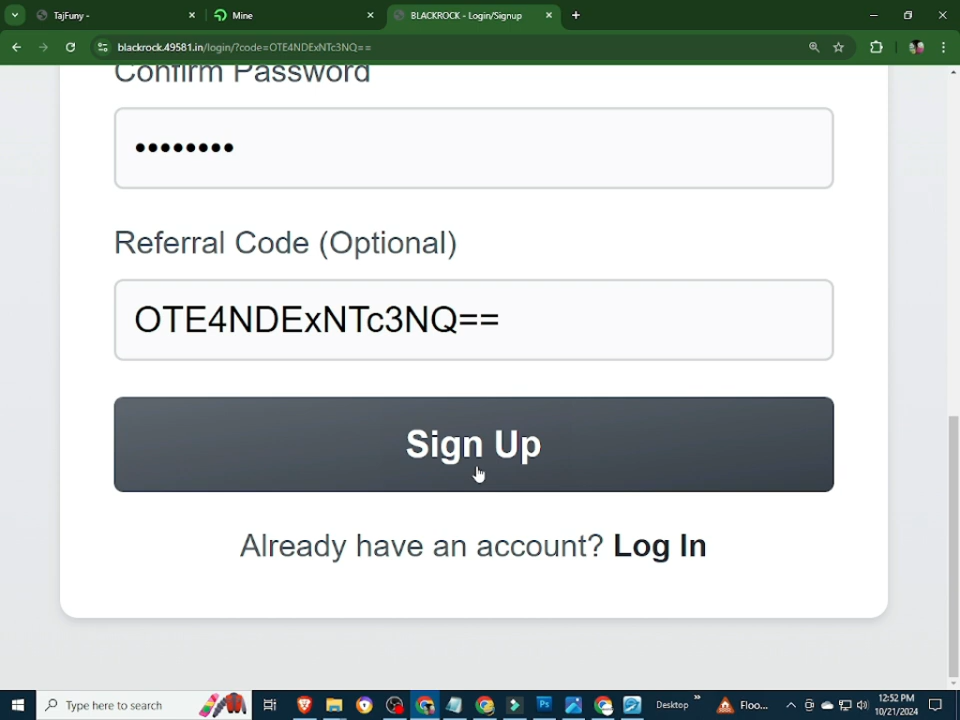 TajFuny -
Mine
BLACKROCK - Login/Signup
blackrock.49581.in/login/?code=OTE4NDExNTc3NQ==
Confirm Password
••••••••
Referral Code (Optional)
OTE4NDExNTc3NQ==
Sign Up
Already have an account? Log In
Type here to search
Desktop
Floo...
12:52 PM
10/21/2024